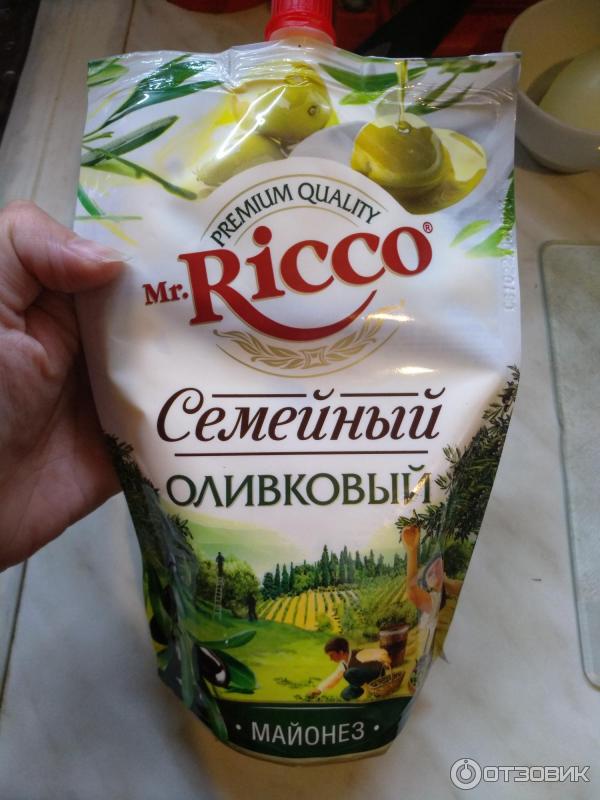 PREMIUM QUALITY
Mr. Ricco®
Семейный
ОЛИВКОВЫЙ
• МАЙОНЕЗ •
ОТЗОВИК